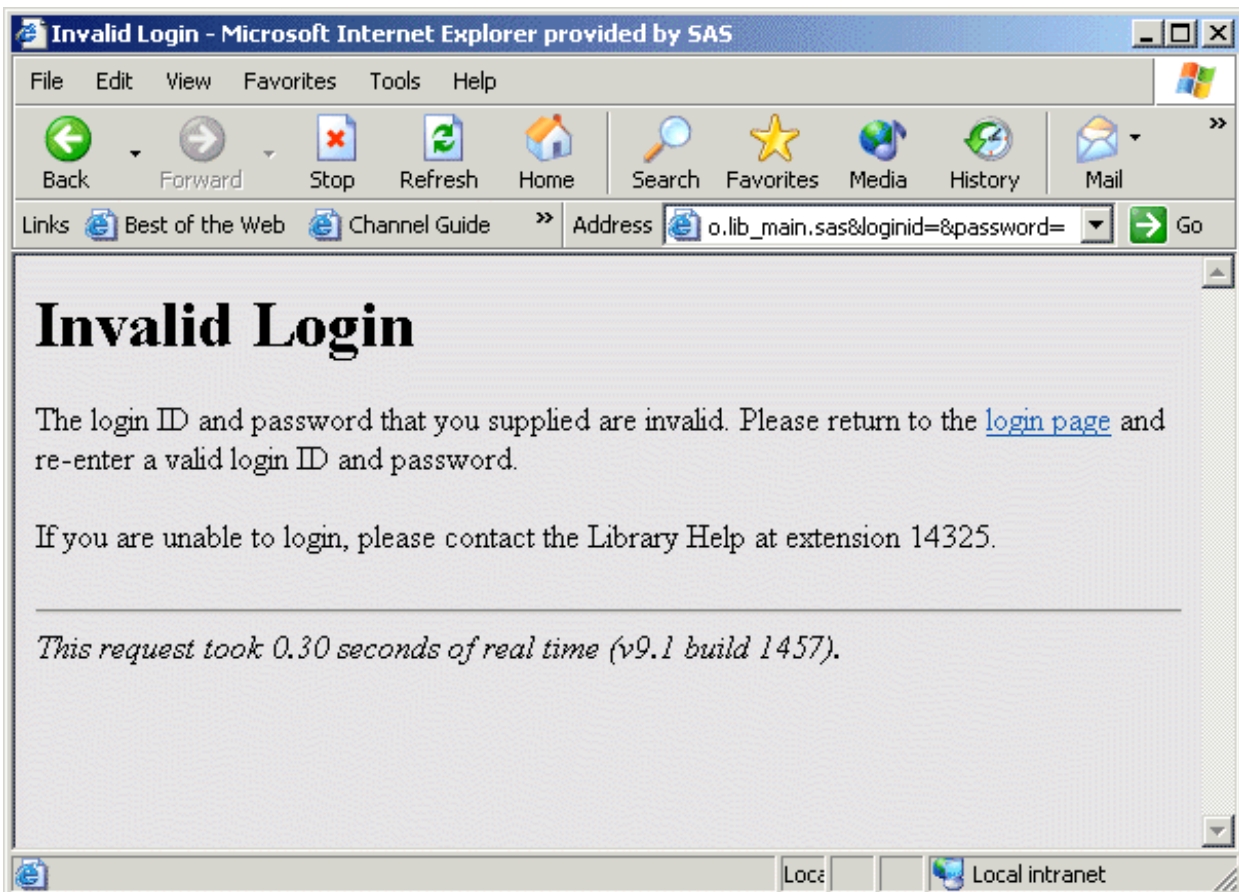 Invalid Login - Microsoft Internet Explorer provided by SAS
File Edit View Favorites Tools Help
Back Forward Stop Refresh Home Search Favorites Media History Mail »
Links Best of the Web Channel Guide » Address o.lib_main.sas&loginid=&password= Go
Invalid Login
The login ID and password that you supplied are invalid. Please return to the login page and
re-enter a valid login ID and password.
If you are unable to login, please contact the Library Help at extension 14325.
This request took 0.30 seconds of real time (v9.1 build 1457).
Loca Local intranet